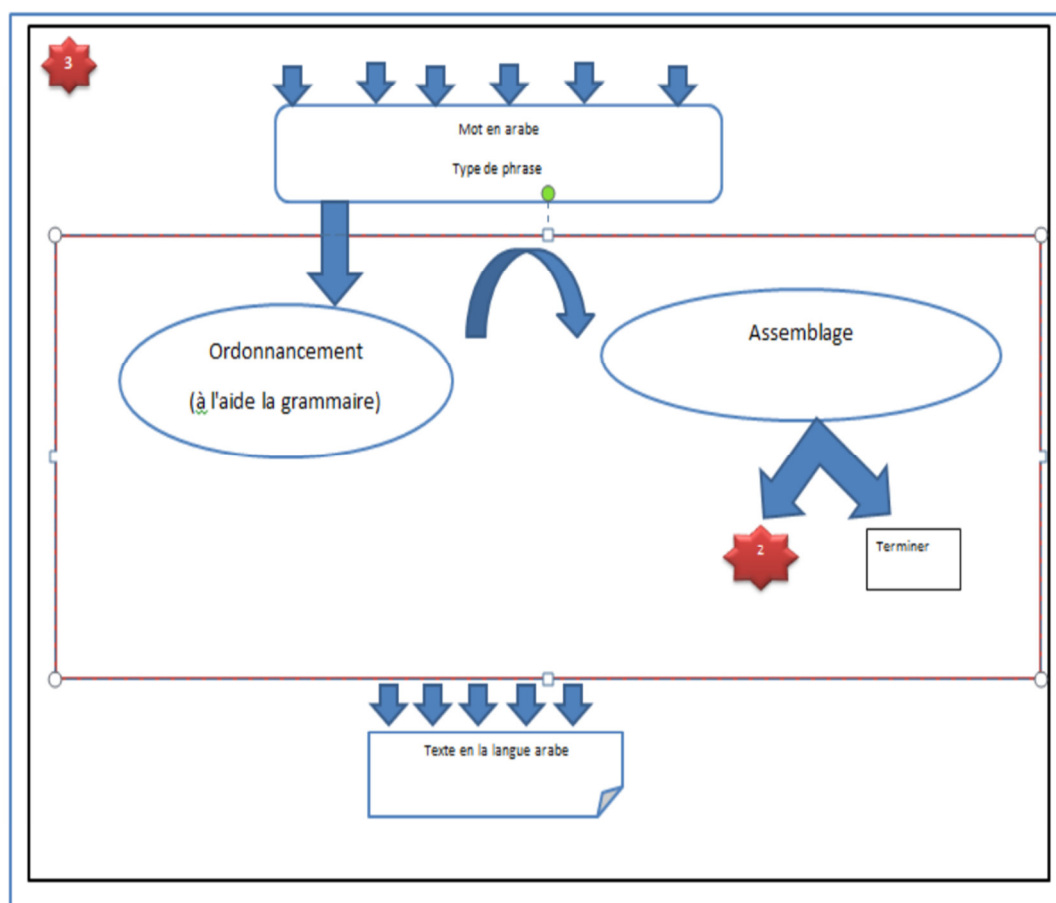 3
Mot en arabe
Type de phrase
Ordonnancement
(à l'aide la grammaire)
Assemblage
2
Terminer
Texte en la langue arabe